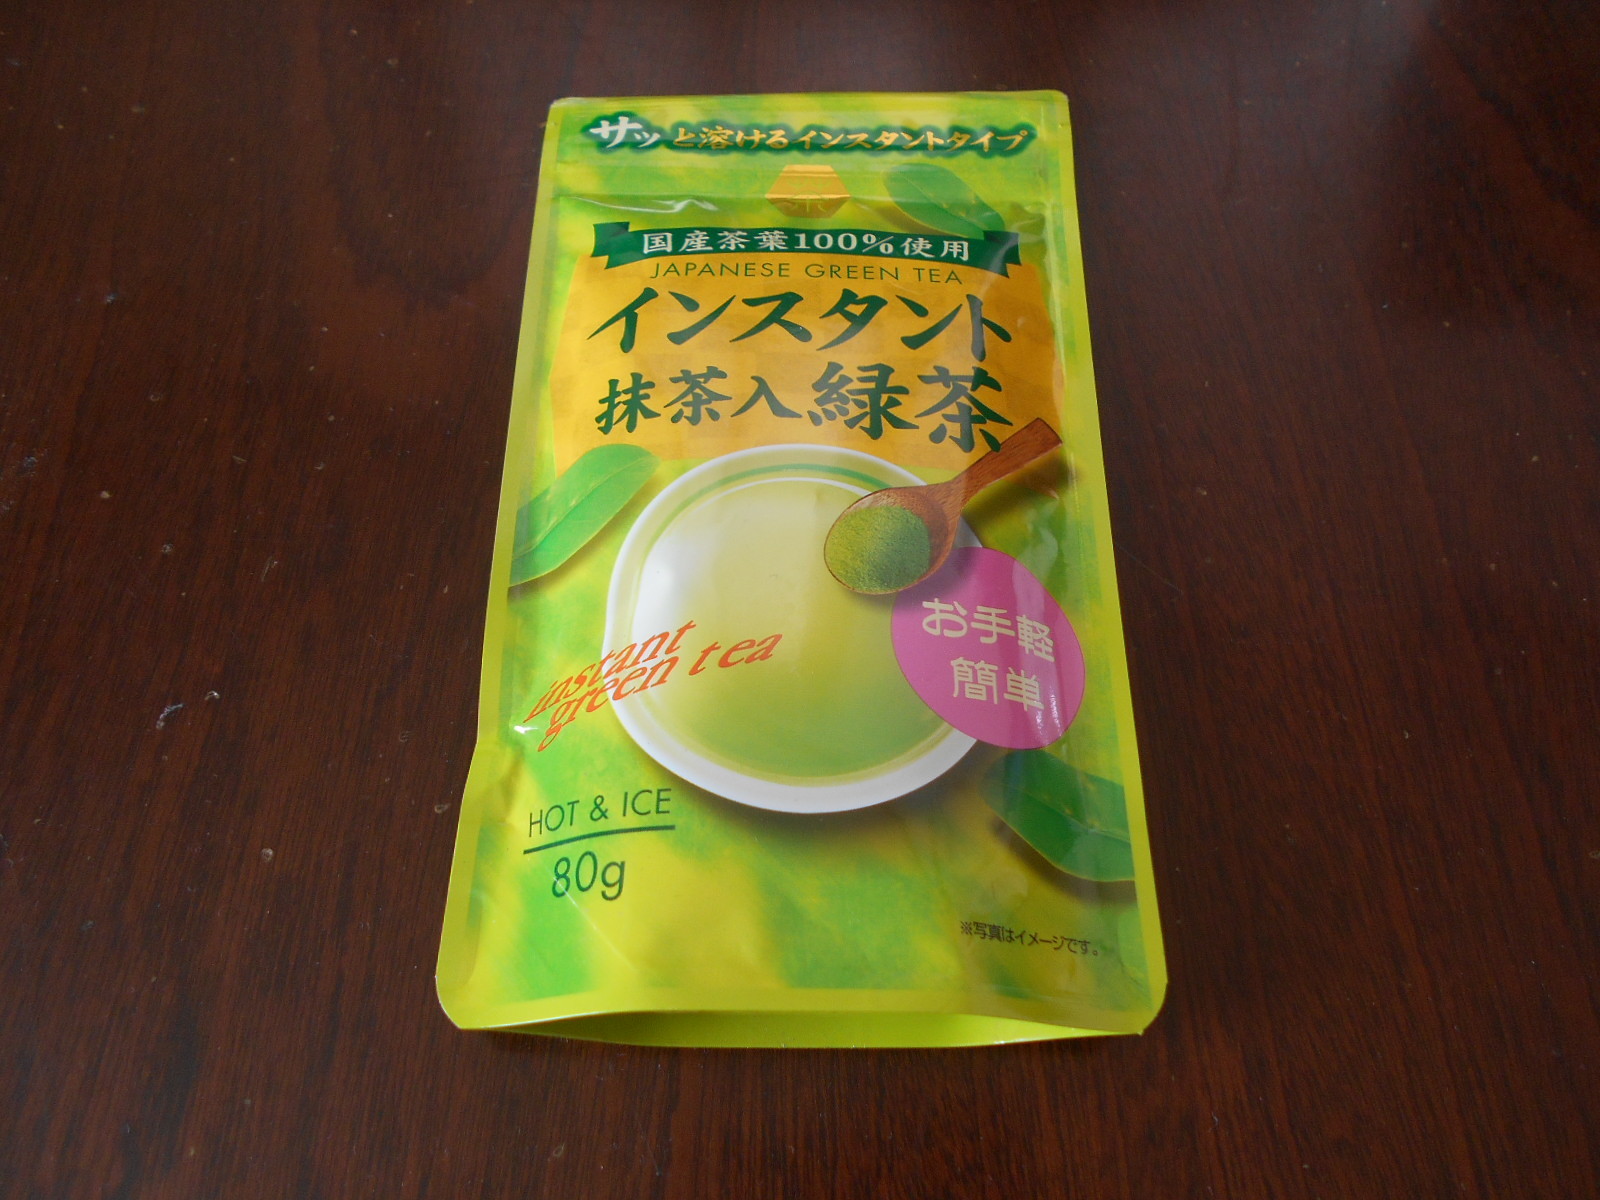 サッと溶けるインスタントタイプ
国産茶葉100%使用
JAPANESE GREEN TEA
インスタント
抹茶入緑茶
お手軽
簡単
instant
green tea
HOT & ICE
80g
※写真はイメージです。